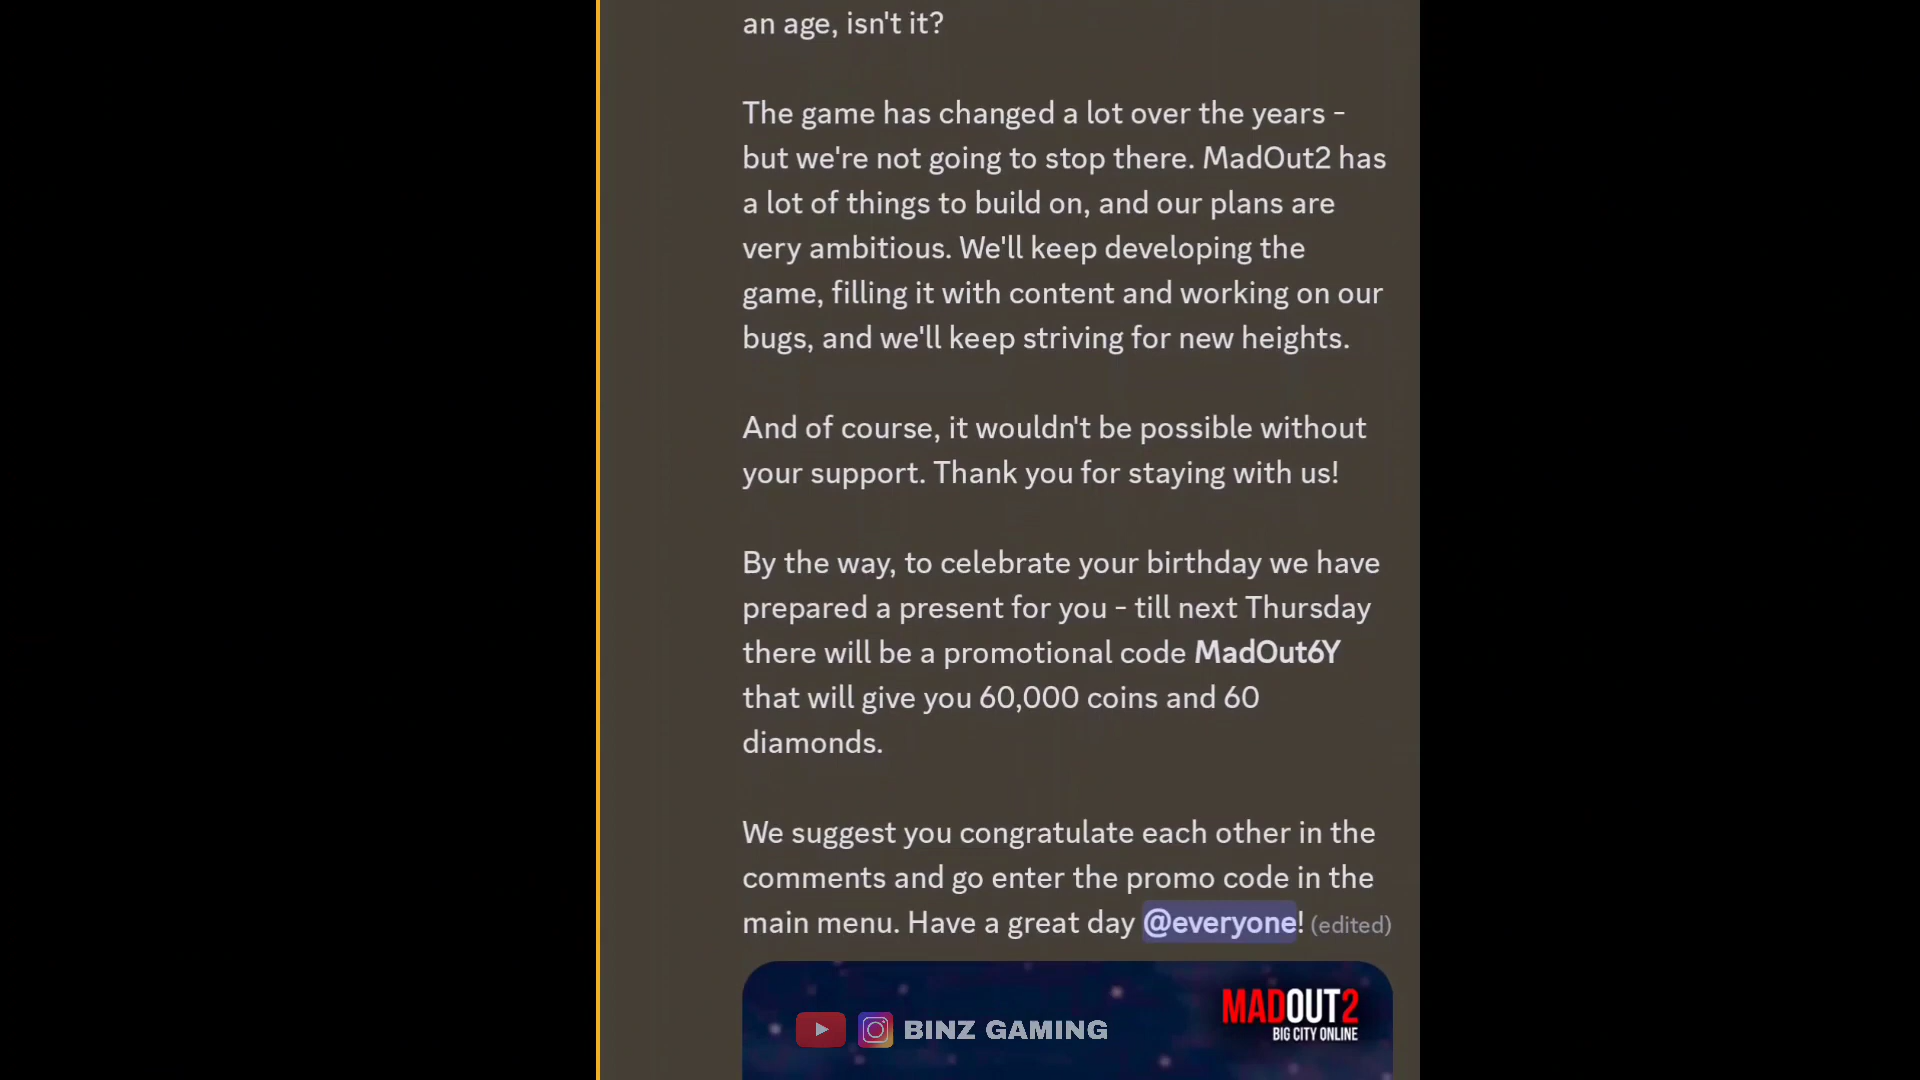 an age, isn't it?
The game has changed a lot over the years -
but we're not going to stop there. MadOut2 has
a lot of things to build on, and our plans are
very ambitious. We'll keep developing the
game, filling it with content and working on our
bugs, and we'll keep striving for new heights.
And of course, it wouldn't be possible without
your support. Thank you for staying with us!
By the way, to celebrate your birthday we have
prepared a present for you - till next Thursday
there will be a promotional code MadOut6Y
that will give you 60,000 coins and 60
diamonds.
We suggest you congratulate each other in the
comments and go enter the promo code in the
main menu. Have a great day @everyone! (edited)
MADOUT2
BIG CITY ONLINE
BINZ GAMING